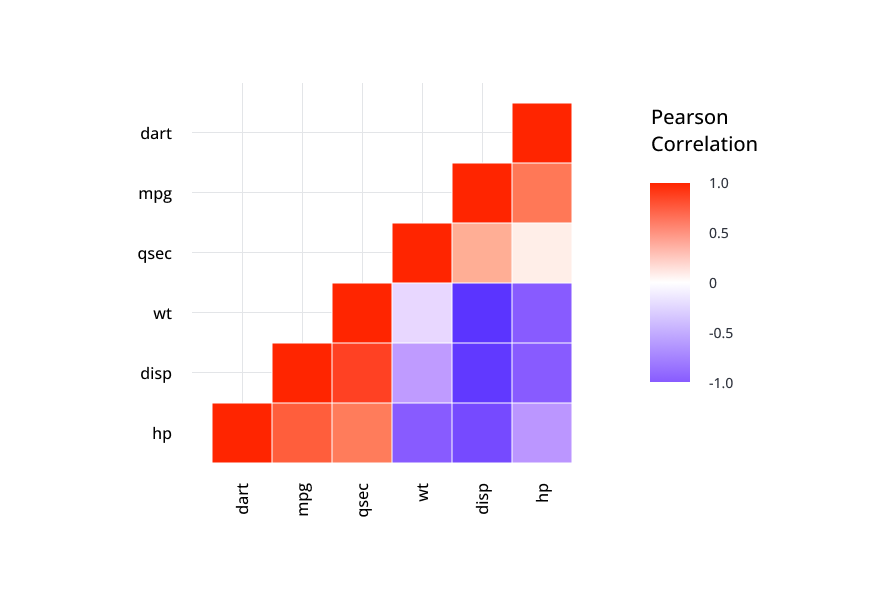 Pearson
Correlation
dart
mpg
qsec
wt
disp
hp
1.0
0.5
0
-0.5
-1.0
dart
mpg
qsec
wt
disp
hp